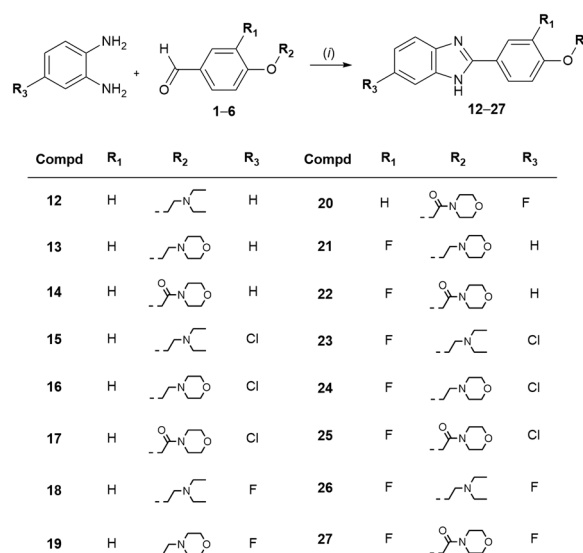 R1
NH2
R2
R
R1
O
(i)
N
+
NH2
O
R3
R3
N
H
O
1–6
12–27
Compd R1 R2 R3 Compd R1 R2 R3
12 H N H 20 H O N O F
13 H N O H 21 F N O H
14 H O N O H 22 F O N O H
15 H N Cl 23 F N Cl
16 H N O Cl 24 F N O Cl
17 H O N O Cl 25 F O N O Cl
18 H N F 26 F N F
19 H N O F 27 F O N O F